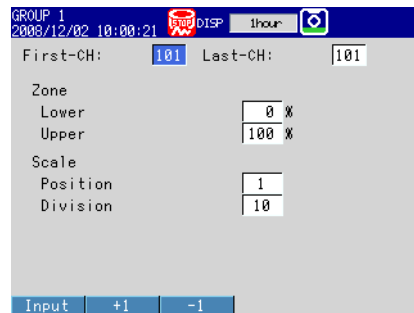 GROUP 1
2008/12/02 10:00:21 STOP DISP 1hour
First-CH: 101 Last-CH: 101
Zone
Lower 0 %
Upper 100 %
Scale
Position 1
Division 10
Input +1 -1